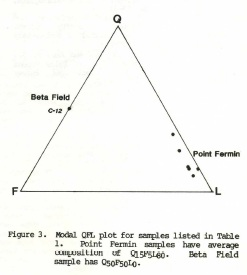 Q
Beta Field
C-12
Point Fermin
F
L
Figure 3. Modal QFL plot for samples listed in Table
1. Point Fermin samples have average
composition of Q15F5L80. Beta Field
sample has Q50F50L0.